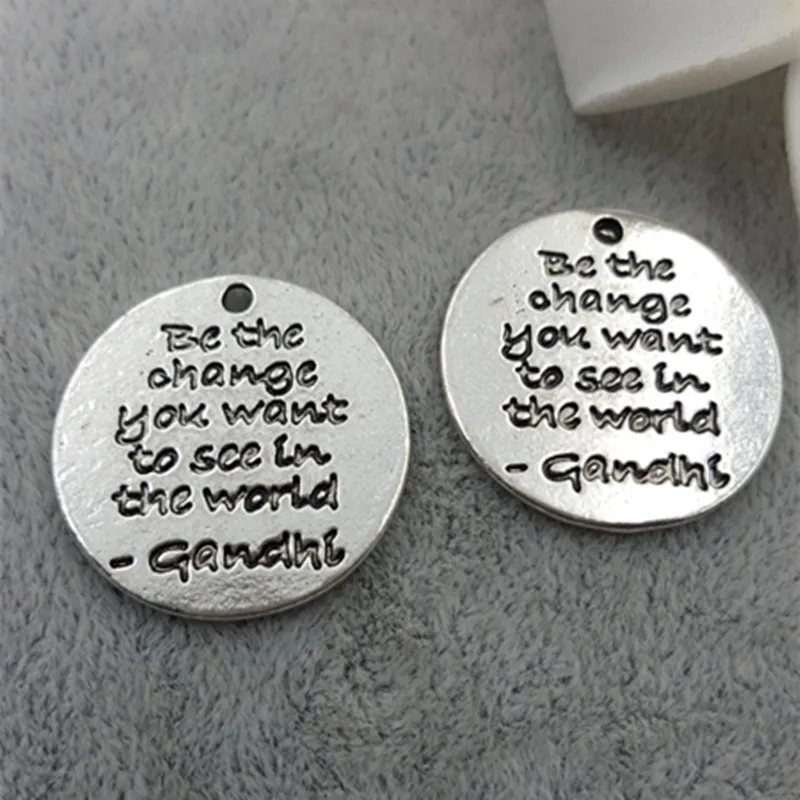 Be the
change
you want
to see in
the world
- Gandhi
Be the
change
you want
to see in
the world
- Gandhi